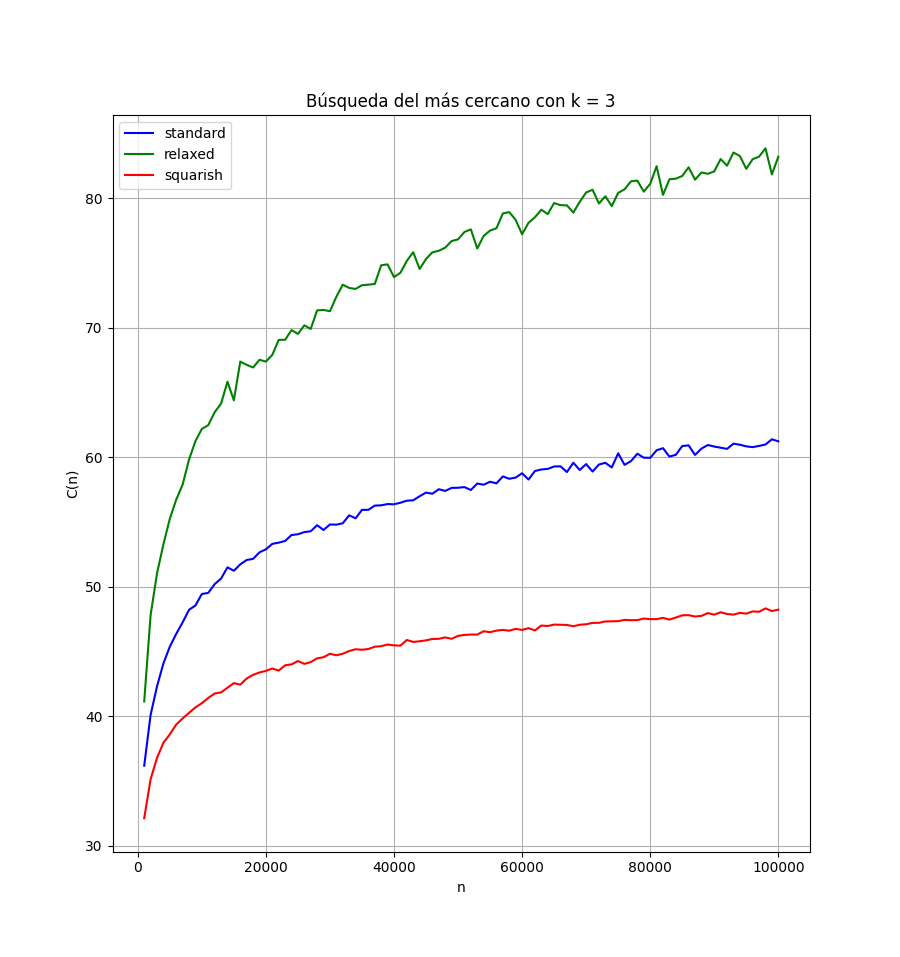 Búsqueda del más cercano con k = 3
standard
relaxed
squarish
80
70
60
50
40
30
C(n)
0 20000 40000 60000 80000 100000
n